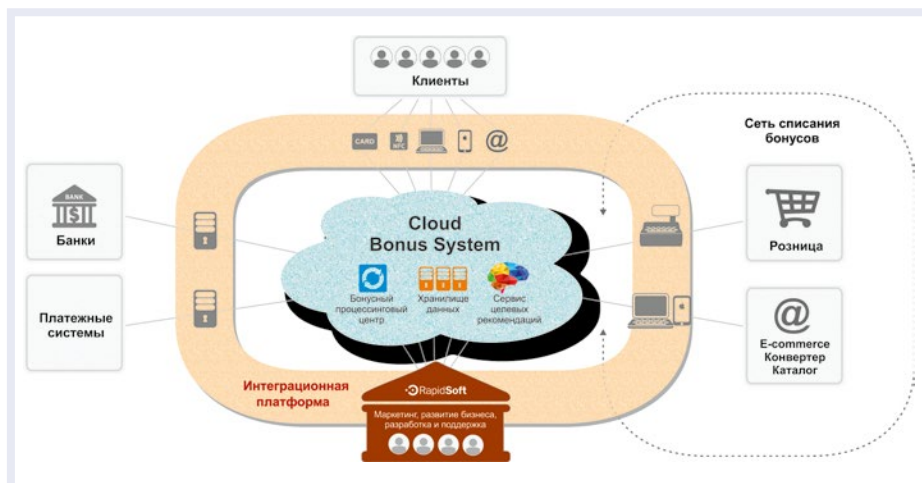 Клиенты
CARD
NFC
@
Сеть списания
бонусов
BANK
$
Банки
Cloud
Bonus System
Розница
Бонусный
процессинговый
центр
Хранилище
данных
Сервис
целевых
рекомендаций
Платежные
системы
@
E-commerce
Конвертер
Каталог
Интеграционная
платформа
RapidSoft
Маркетинг, развитие бизнеса,
разработка и поддержка